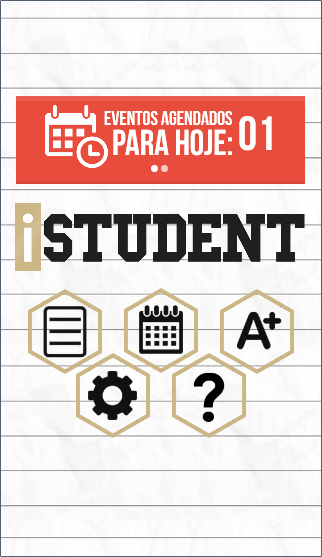 EVENTOS AGENDADOS
PARA HOJE: 01
iSTUDENT
A+
?